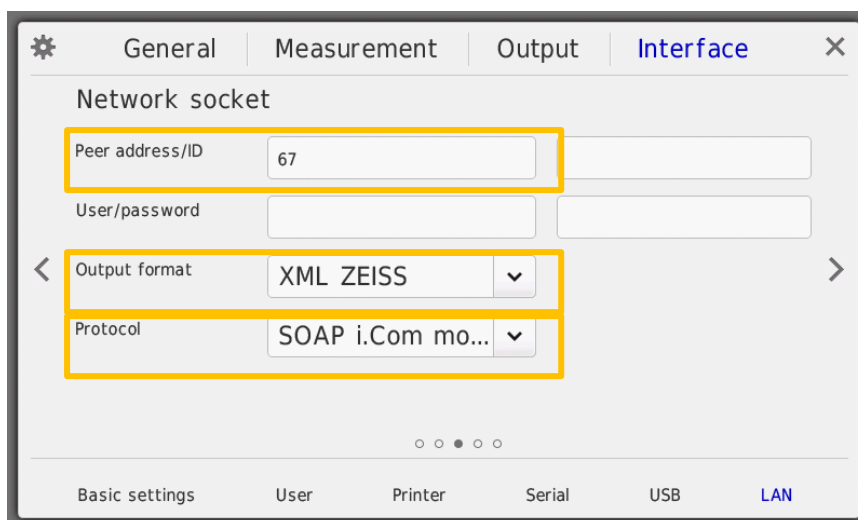 General Measurement Output Interface
Network socket
Peer address/ID 67
User/password
Output format XML ZEISS
Protocol SOAP i.Com mo...
Basic settings User Printer Serial USB LAN